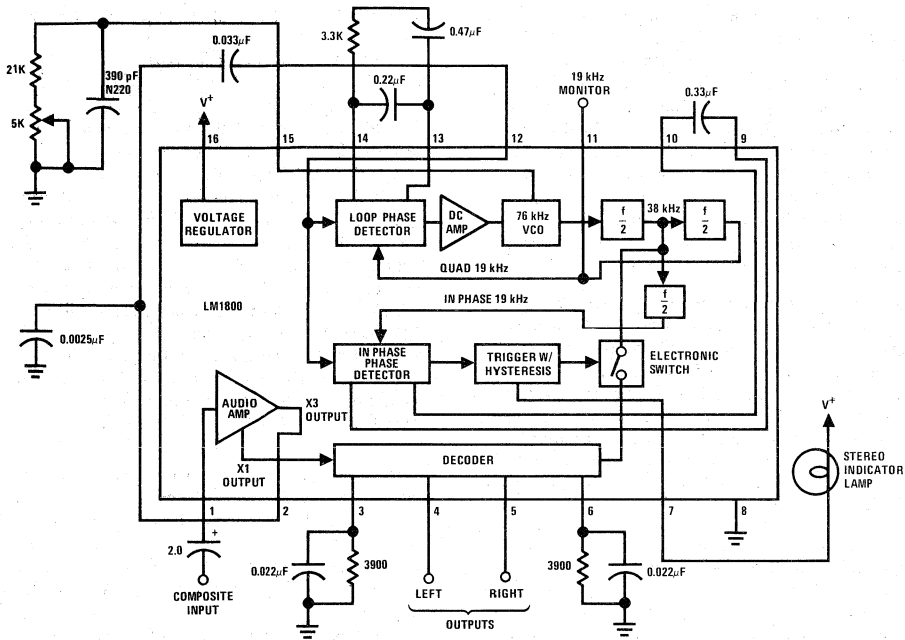 3.3K
0.47µF
0.033µF
21K
390 pF
N220
V+
0.22µF
19 kHz
MONITOR
0.33µF
5K
16
15
14
13
12
11
10
9
VOLTAGE
REGULATOR
LOOP PHASE
DETECTOR
DC
AMP
76 kHz
VCO
f
2
38 kHz
f
2
QUAD 19 kHz
f
2
LM1800
IN PHASE 19 kHz
0.0025µF
IN PHASE
PHASE
DETECTOR
TRIGGER W/
HYSTERESIS
ELECTRONIC
SWITCH
AUDIO
AMP
X3
OUTPUT
V+
X1
OUTPUT
DECODER
STEREO
INDICATOR
LAMP
1
2
3
4
5
6
7
8
+
2.0
0.022µF
3900
3900
0.022µF
COMPOSITE
INPUT
LEFT
RIGHT
OUTPUTS